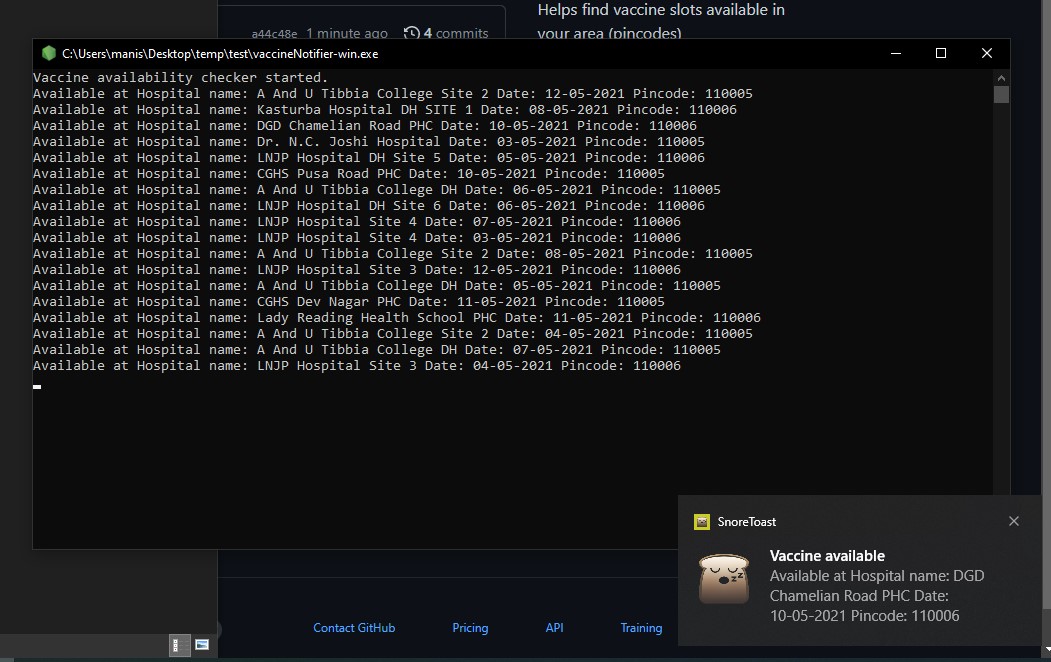 Helps find vaccine slots available in
a44c48e 1 minute ago 4 commits
your area (pincodes)
C:\Users\manis\Desktop\temp\test\vaccineNotifier-win.exe
Vaccine availability checker started.
Available at Hospital name: A And U Tibbia College Site 2 Date: 12-05-2021 Pincode: 110005
Available at Hospital name: Kasturba Hospital DH SITE 1 Date: 08-05-2021 Pincode: 110006
Available at Hospital name: DGD Chamelian Road PHC Date: 10-05-2021 Pincode: 110006
Available at Hospital name: Dr. N.C. Joshi Hospital Date: 03-05-2021 Pincode: 110005
Available at Hospital name: LNJP Hospital DH Site 5 Date: 05-05-2021 Pincode: 110006
Available at Hospital name: CGHS Pusa Road PHC Date: 10-05-2021 Pincode: 110005
Available at Hospital name: A And U Tibbia College DH Date: 06-05-2021 Pincode: 110005
Available at Hospital name: LNJP Hospital DH Site 6 Date: 06-05-2021 Pincode: 110006
Available at Hospital name: LNJP Hospital Site 4 Date: 07-05-2021 Pincode: 110006
Available at Hospital name: LNJP Hospital Site 4 Date: 03-05-2021 Pincode: 110006
Available at Hospital name: A And U Tibbia College Site 2 Date: 08-05-2021 Pincode: 110005
Available at Hospital name: LNJP Hospital Site 3 Date: 12-05-2021 Pincode: 110006
Available at Hospital name: A And U Tibbia College DH Date: 05-05-2021 Pincode: 110005
Available at Hospital name: CGHS Dev Nagar PHC Date: 11-05-2021 Pincode: 110005
Available at Hospital name: Lady Reading Health School PHC Date: 11-05-2021 Pincode: 110006
Available at Hospital name: A And U Tibbia College Site 2 Date: 04-05-2021 Pincode: 110005
Available at Hospital name: A And U Tibbia College DH Date: 07-05-2021 Pincode: 110005
Available at Hospital name: LNJP Hospital Site 3 Date: 04-05-2021 Pincode: 110006
SnoreToast
Vaccine available
Available at Hospital name: DGD
Chamelian Road PHC Date:
10-05-2021 Pincode: 110006
Contact GitHub Pricing API Training